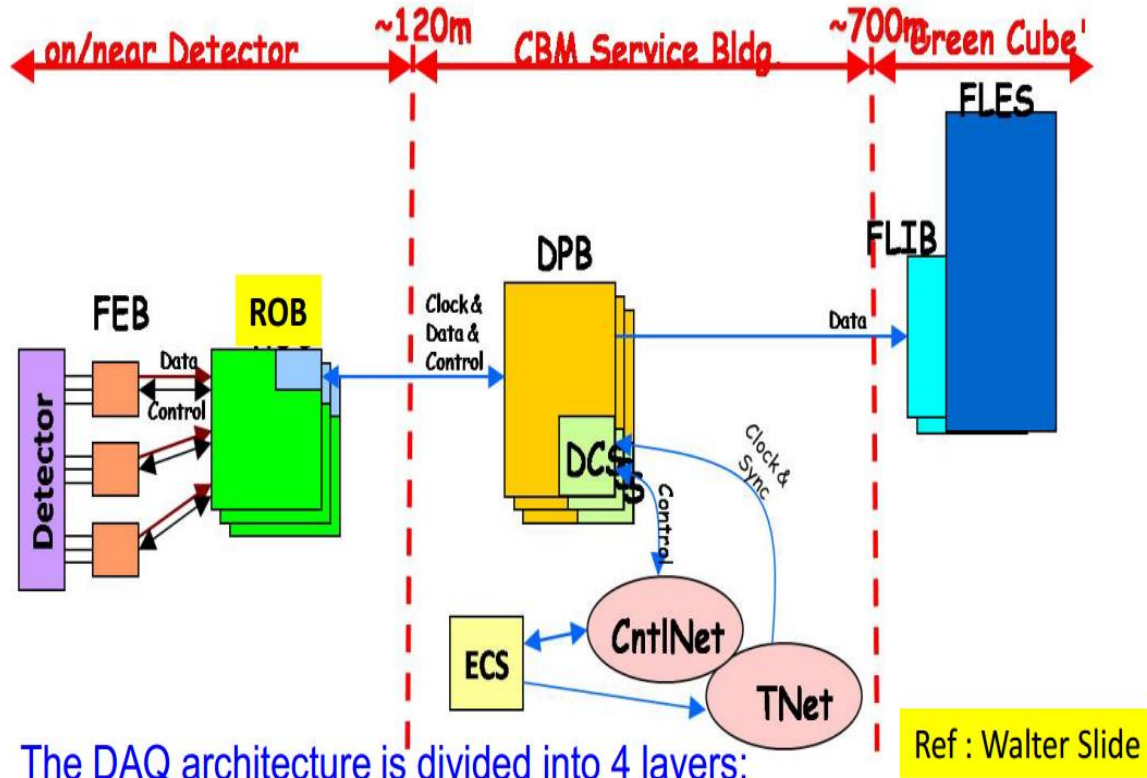 on/near Detector
~120m
CBM Service Bldg.
~700m
Green Cube'
FLES
FLIB
DPB
FEB
ROB
Clock &
Data &
Control
Data
Data
Control
Detector
DCS
Clock &
Sync
Control
ECS
CntlNet
TNet
Ref : Walter Slide
The DAQ architecture is divided into 4 layers: